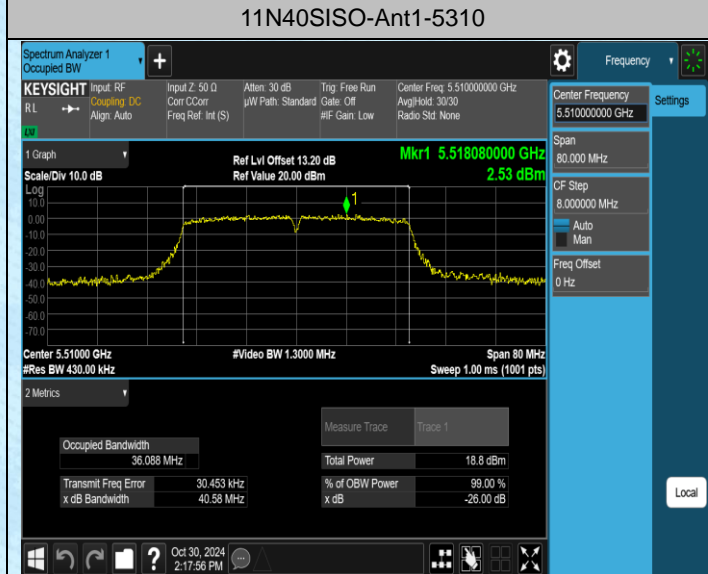 11N40SISO-Ant1-5310
Spectrum Analyzer 1
Occupied BW
+
Frequency
KEYSIGHT Input: RF
Coupling: DC
Align: Auto
RL
Input Z: 50 Ω
Corr CCorr
Freq Ref: Int (S)
Atten: 30 dB
µW Path: Standard
Trig: Free Run
Gate: Off
#IF Gain: Low
Center Freq: 5.510000000 GHz
Avg|Hold: 30/30
Radio Std: None
Center Frequency
5.510000000 GHz
Settings
Span
80.000 MHz
CF Step
8.000000 MHz
Auto
Man
Freq Offset
0 Hz
1 Graph
Scale/Div 10.0 dB
Ref Lvl Offset 13.20 dB
Ref Value 20.00 dBm
Mkr1 5.518080000 GHz
2.53 dBm
Log
10.0
0.00
-10.0
-20.0
-30.0
-40.0
-50.0
-60.0
-70.0
1
Center 5.51000 GHz
#Res BW 430.00 kHz
#Video BW 1.3000 MHz
Span 80 MHz
Sweep 1.00 ms (1001 pts)
2 Metrics
Measure Trace Trace 1
Occupied Bandwidth
36.088 MHz
Total Power 18.8 dBm
Transmit Freq Error 30.453 kHz
% of OBW Power 99.00 %
x dB Bandwidth 40.58 MHz
x dB -26.00 dB
Local
?
Oct 30, 2024
2:17:56 PM